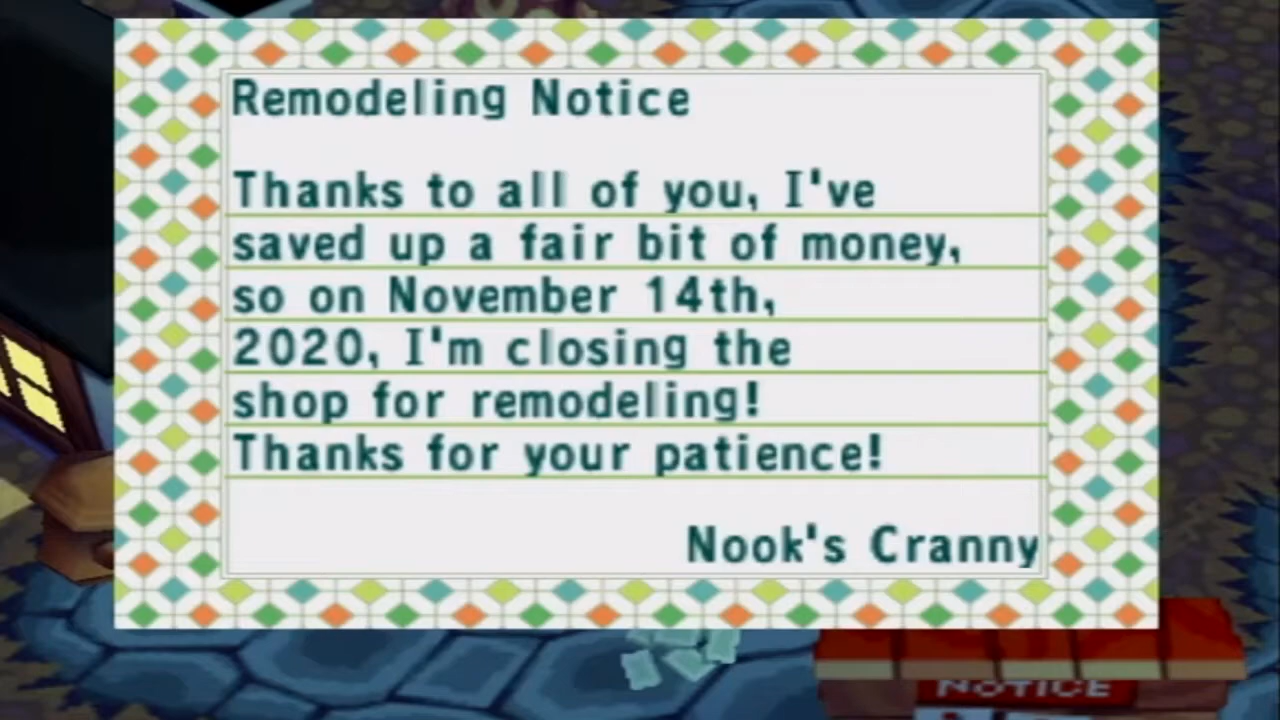 Remodeling Notice
Thanks to all of you, I've
saved up a fair bit of money,
so on November 14th,
2020, I'm closing the
shop for remodeling!
Thanks for your patience!
Nook's Cranny
NOTICE